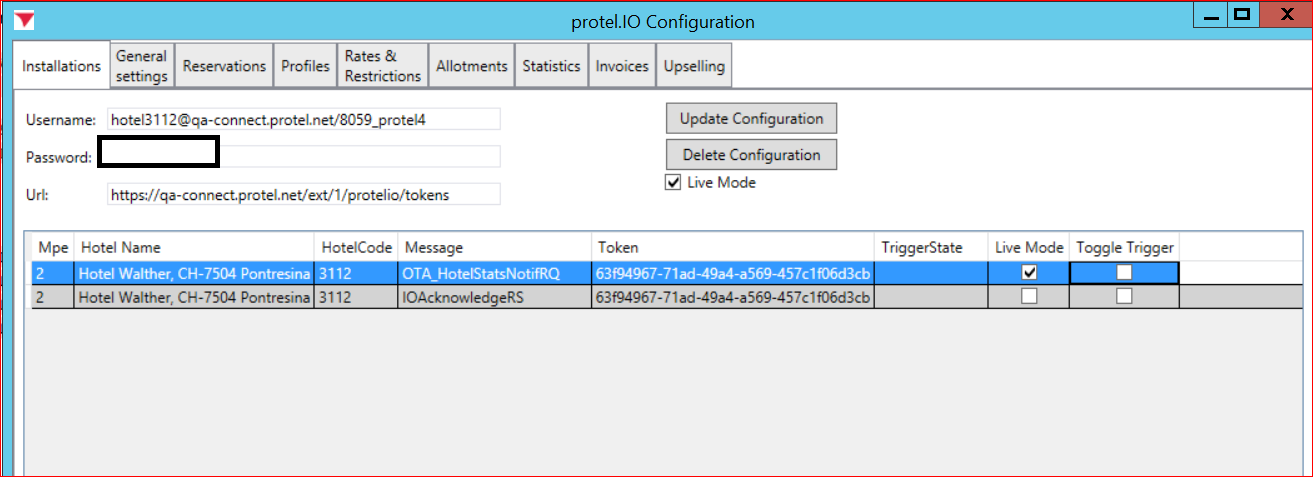 protel.IO Configuration
Installations General settings Reservations Profiles Rates & Restrictions Allotments Statistics Invoices Upselling
Username: hotel3112@qa-connect.protel.net/8059_protel4 Update Configuration
Password: Delete Configuration
Live Mode
Url: https://qa-connect.protel.net/ext/1/protelio/tokens
Mpe Hotel Name HotelCode Message Token TriggerState Live Mode Toggle Trigger
2 Hotel Walther, CH-7504 Pontresina 3112 OTA_HotelStatsNotifRQ 63f94967-71ad-49a4-a569-457c1f06d3cb
2 Hotel Walther, CH-7504 Pontresina 3112 IOAcknowledgeRS 63f94967-71ad-49a4-a569-457c1f06d3cb